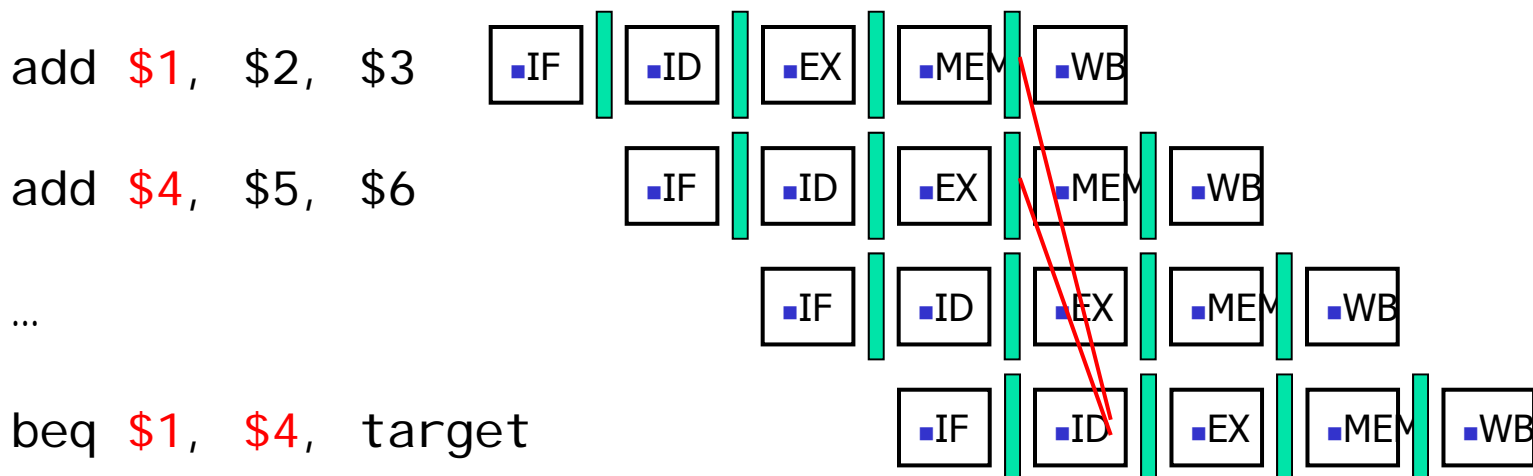 add $1, $2, $3 ▪IF ▪ID ▪EX ▪MEM ▪WB
add $4, $5, $6 ▪IF ▪ID ▪EX ▪MEM ▪WB
… ▪IF ▪ID ▪EX ▪MEM ▪WB
beq $1, $4, target ▪IF ▪ID ▪EX ▪MEM ▪WB